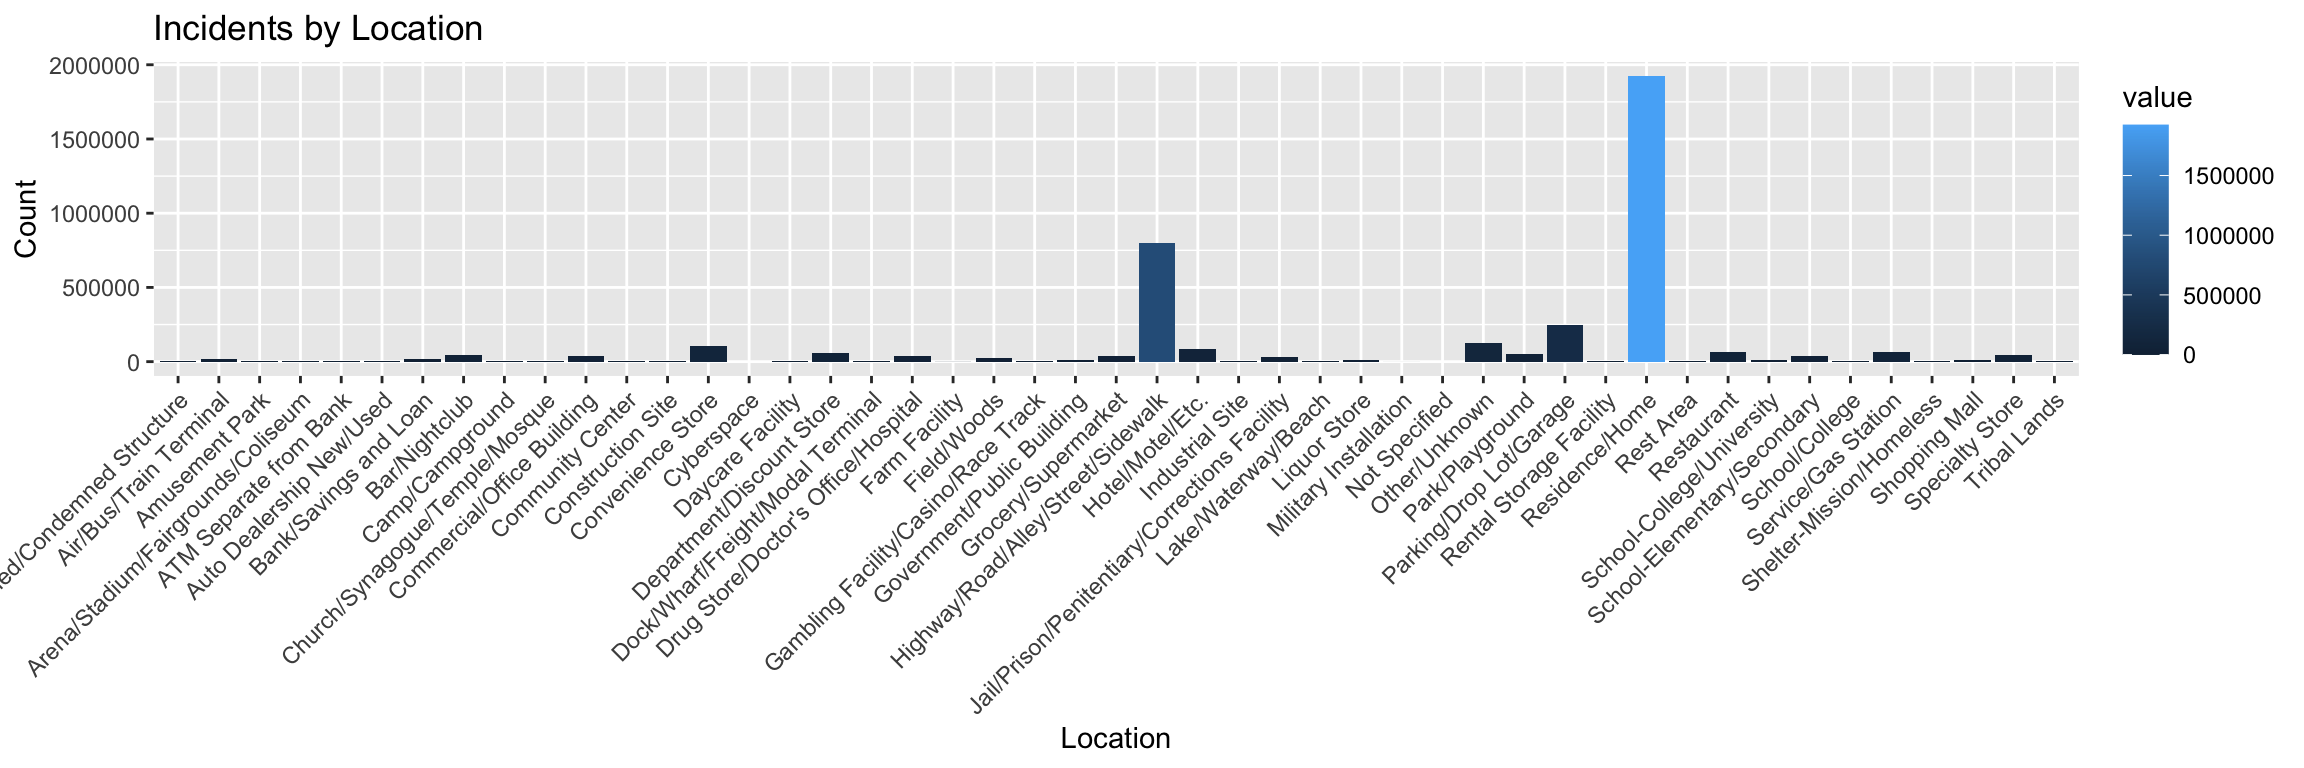 Incidents by Location
2000000
1500000
1000000
500000
0
Count
ed/Condemned Structure
Air/Bus/Train Terminal
Amusement Park
Arena/Stadium/Fairgrounds/Coliseum
ATM Separate from Bank
Auto Dealership New/Used
Bank/Savings and Loan
Bar/Nightclub
Camp/Campground
Church/Synagogue/Temple/Mosque
Commercial/Office Building
Community Center
Construction Site
Convenience Store
Cyberspace
Daycare Facility
Department/Discount Store
Dock/Wharf/Freight/Modal Terminal
Drug Store/Doctor's Office/Hospital
Farm Facility
Field/Woods
Gambling Facility/Casino/Race Track
Government/Public Building
Grocery/Supermarket
Highway/Road/Alley/Street/Sidewalk
Hotel/Motel/Etc.
Industrial Site
Jail/Prison/Penitentiary/Corrections Facility
Lake/Waterway/Beach
Liquor Store
Military Installation
Not Specified
Other/Unknown
Park/Playground
Parking/Drop Lot/Garage
Rental Storage Facility
Residence/Home
Rest Area
Restaurant
School-College/University
School-Elementary/Secondary
School/College
Service/Gas Station
Shelter-Mission/Homeless
Shopping Mall
Specialty Store
Tribal Lands
Location
value
1500000
1000000
500000
0